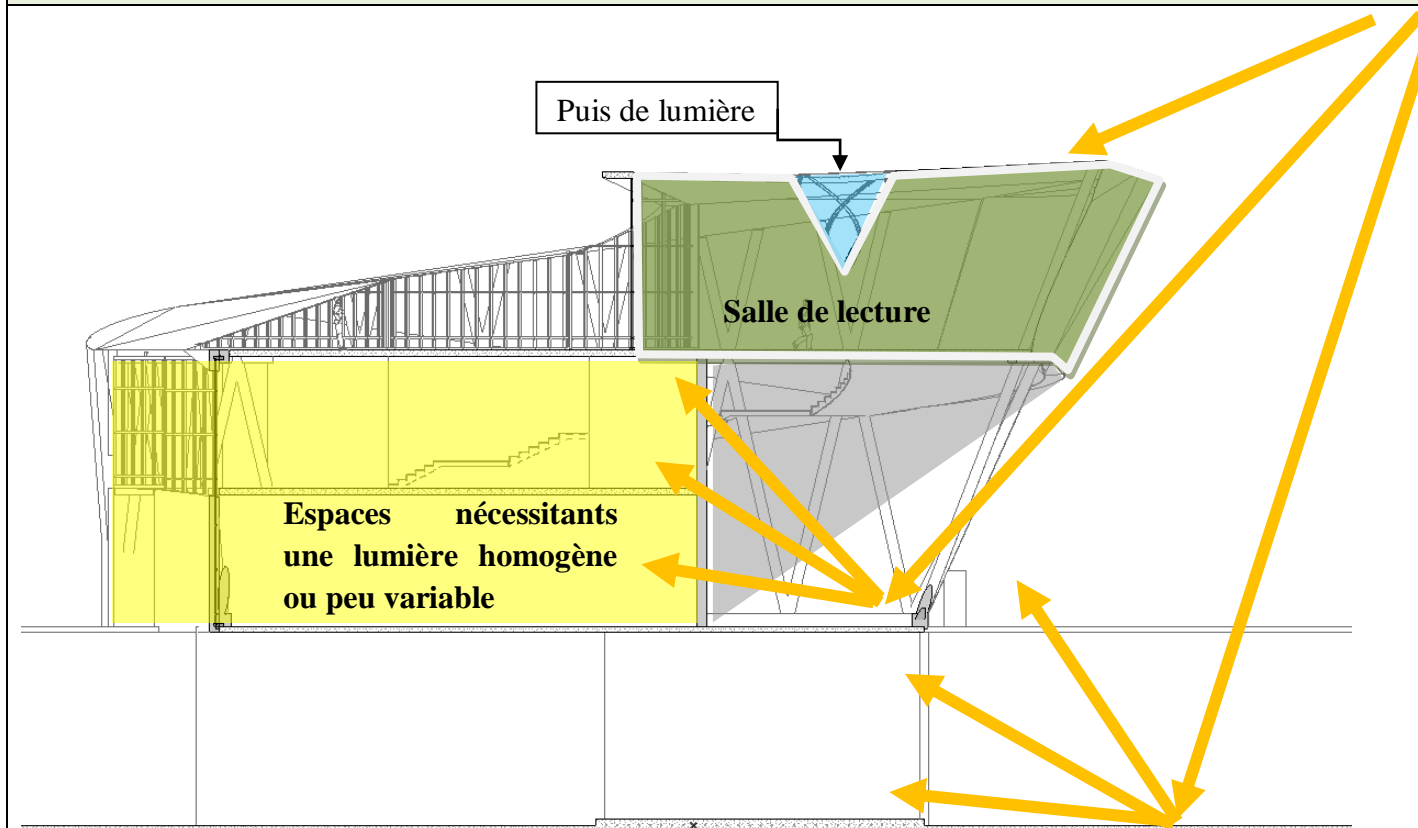 Puis de lumière
Salle de lecture
Espaces nécessitants
une lumière homogène
ou peu variable